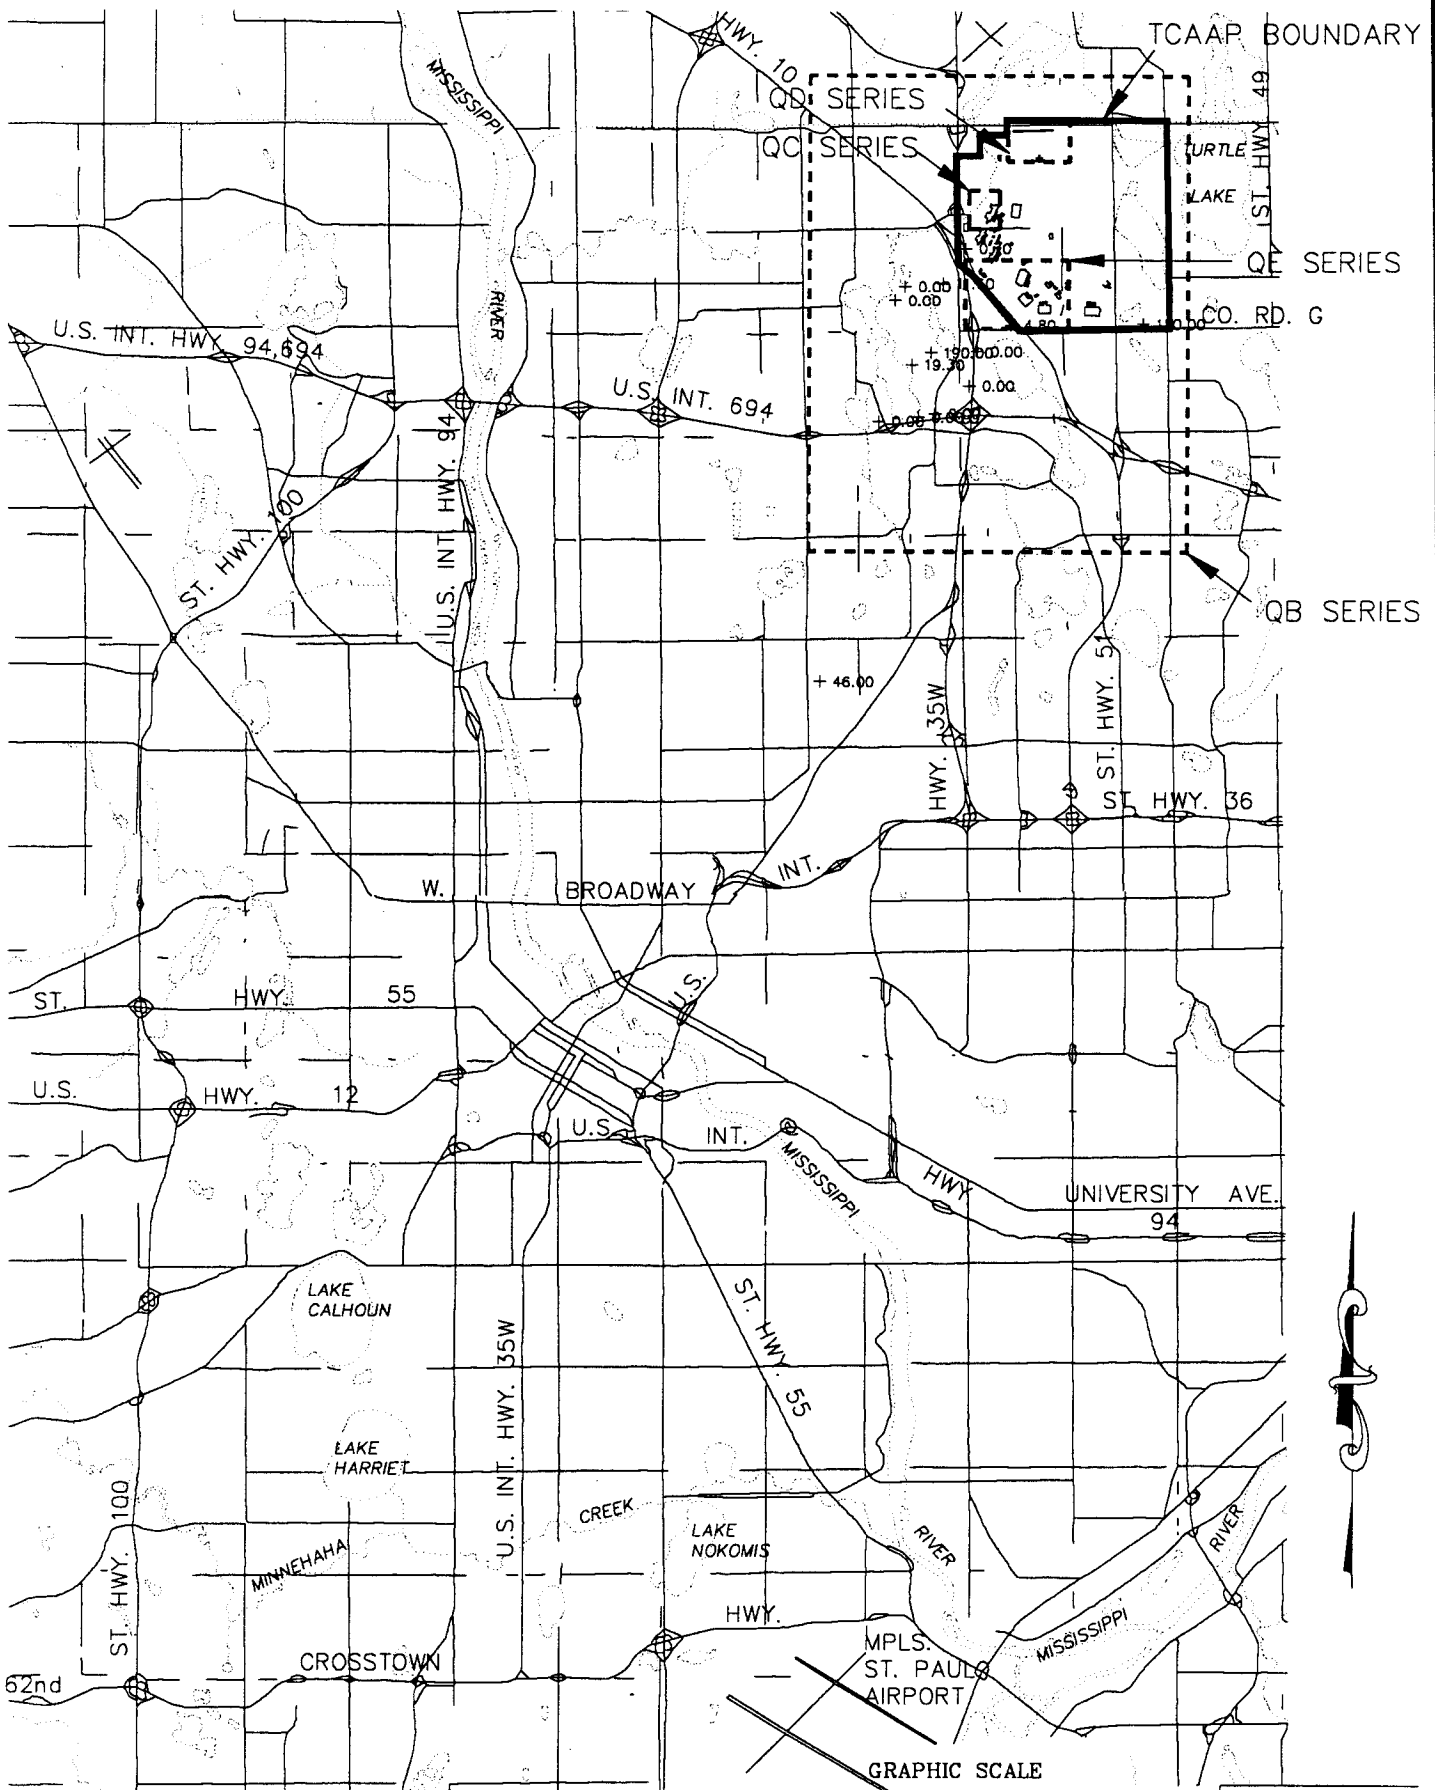 HWY. 10
TCAAP BOUNDARY
MISSISSIPPI
QD SERIES
ST. HWY 49
QC SERIES
URTLE
LAKE
QE SERIES
+ 0.00
+ 0.00
RIVER
CO. RD. G
U.S. INT. HWY. 94,694
+ 190.00
0.00
+ 19.30
+ 0.00
U.S. INT. 694
+ 0.00
U.S. INT. HWY. 94
ST. HWY. 100
QB SERIES
+ 46.00
HWY. 35W
ST. HWY. 51
ST. HWY. 36
W. BROADWAY
INT.
U.S.
ST. HWY. 55
U.S. HWY. 12
U.S. INT.
MISSISSIPPI
HWY
UNIVERSITY AVE.
94
LAKE
CALHOUN
ST. HWY. 55
U.S. INT. HWY. 35W
LAKE
HARRIET
ST. HWY. 100
CREEK
MINNEHAHA
LAKE
NOKOMIS
RIVER
RIVER
HWY.
MISSISSIPPI
CROSSTOWN
62nd
MPLS.
ST. PAUL
AIRPORT
GRAPHIC SCALE